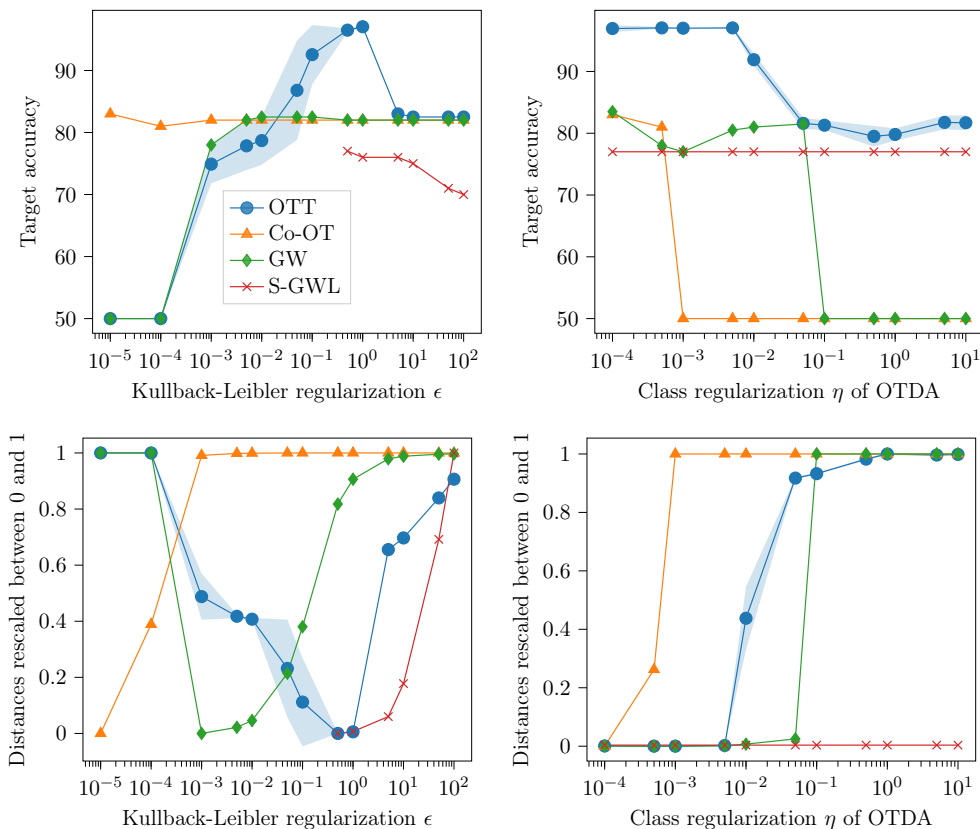 Target accuracy
90
80
70
60
50
OTT
Co-OT
GW
S-GWL
10^−5 10^−4 10^−3 10^−2 10^−1 10^0 10^1 10^2
Kullback-Leibler regularization ϵ
Target accuracy
90
80
70
60
50
10^−4 10^−3 10^−2 10^−1 10^0 10^1
Class regularization η of OTDA
Distances rescaled between 0 and 1
1
0.8
0.6
0.4
0.2
0
10^−5 10^−4 10^−3 10^−2 10^−1 10^0 10^1 10^2
Kullback-Leibler regularization ϵ
Distances rescaled between 0 and 1
1
0.8
0.6
0.4
0.2
0
10^−4 10^−3 10^−2 10^−1 10^0 10^1
Class regularization η of OTDA